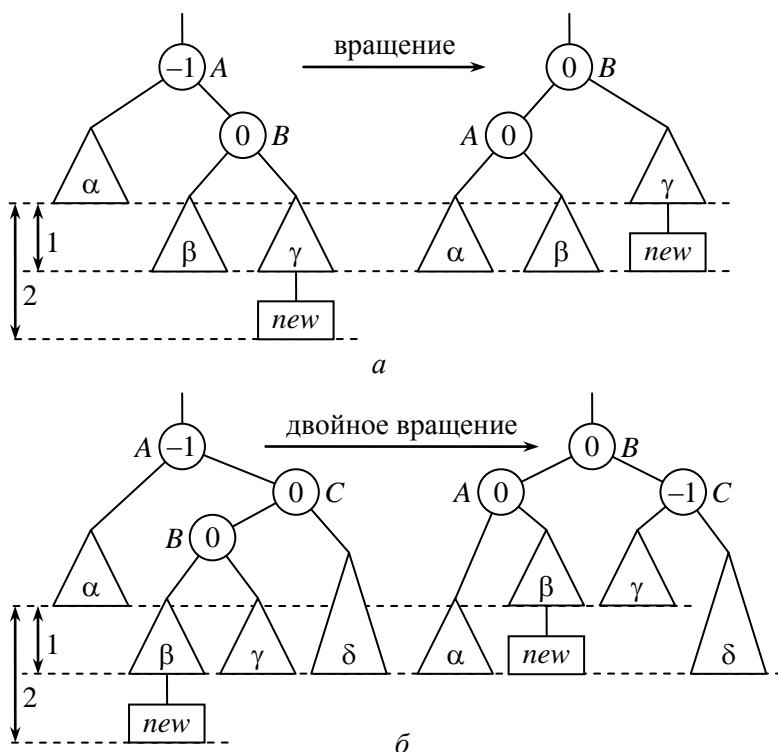 вращение
–1 A
0 B
0 B
A 0
α
γ
β
γ
α
β
new
new
1
2
а
двойное вращение
A –1
0 B
0 C
A 0
–1 C
B 0
α
β
γ
β
γ
δ
new
α
δ
new
1
2
б